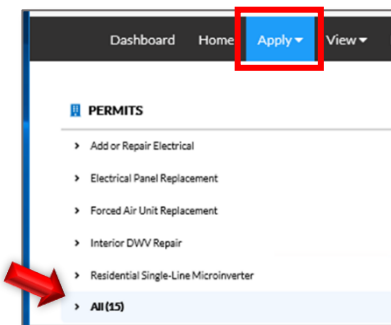 Dashboard Home Apply View
PERMITS
Add or Repair Electrical
Electrical Panel Replacement
Forced Air Unit Replacement
Interior DWV Repair
Residential Single-Line Microinverter
All (15)